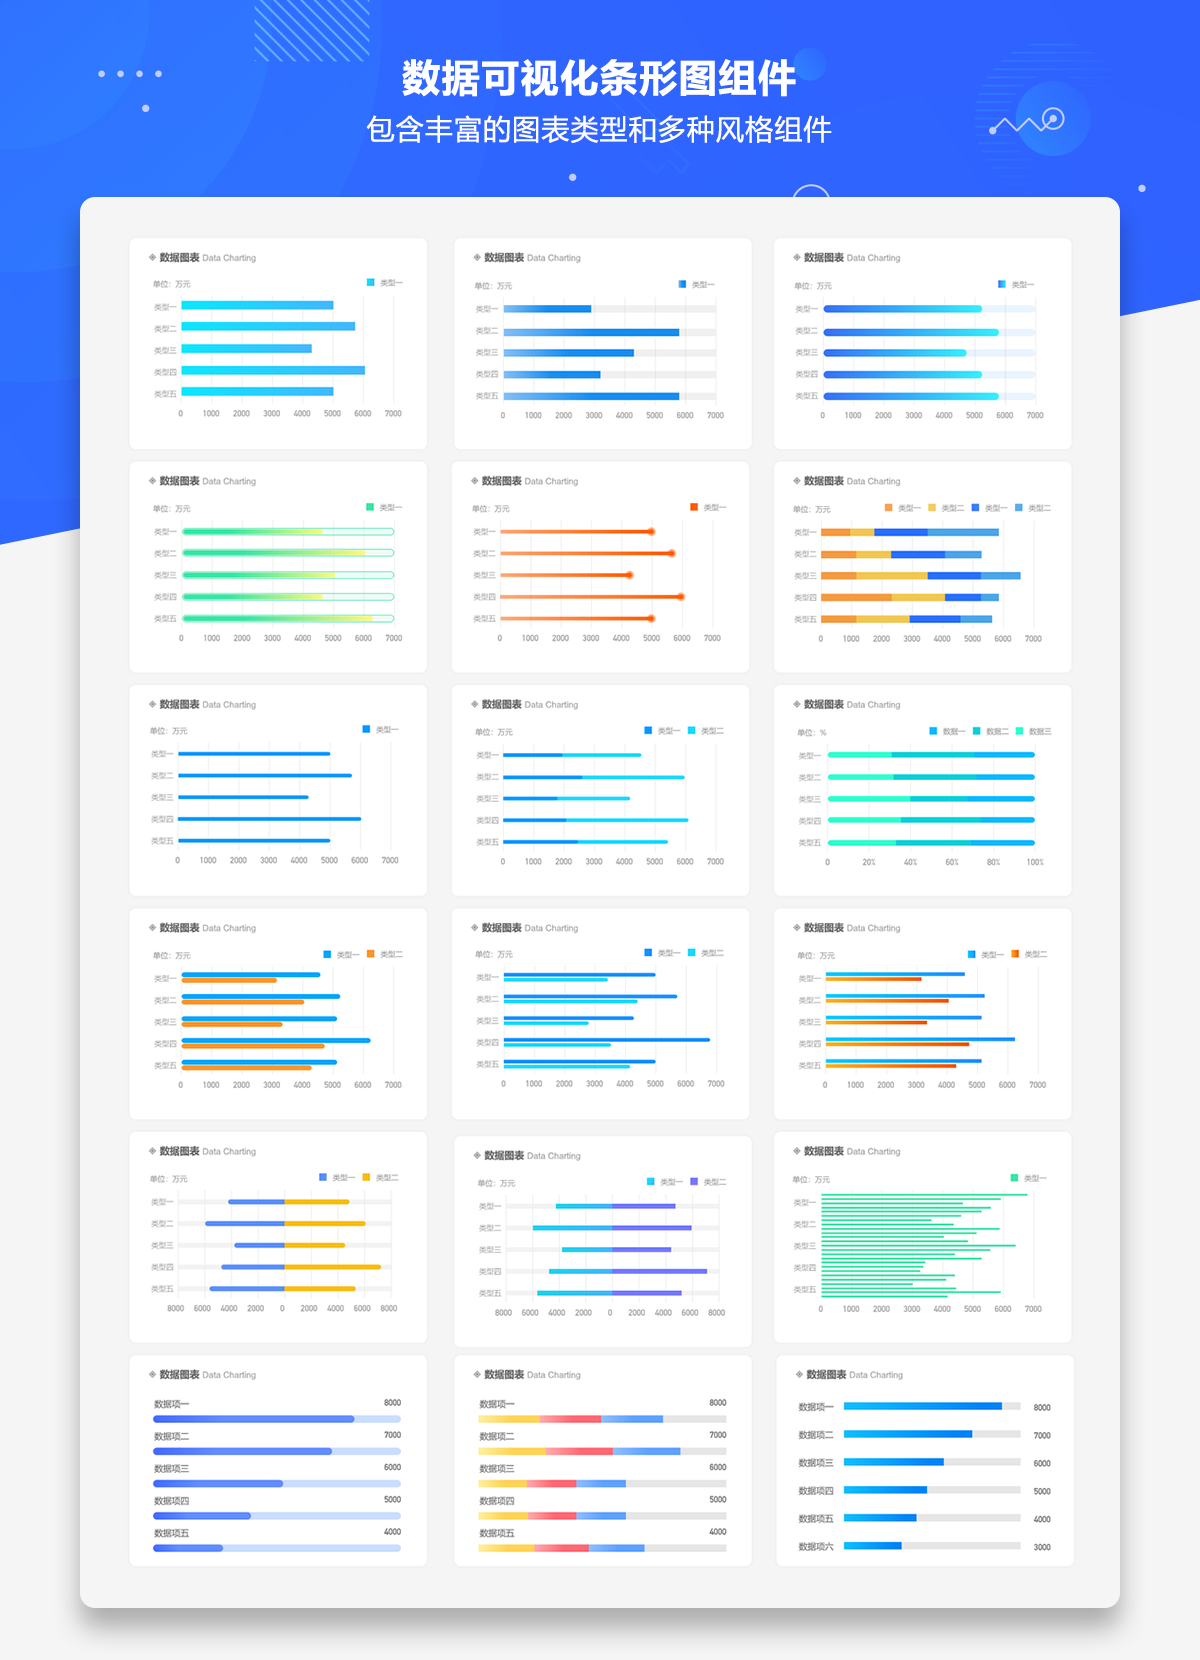 数据可视化条形图组件
包含丰富的图表类型和多种风格组件
数据图表 Data Charting
单位: 万元 类型一
类型一
类型二
类型三
类型四
类型五
0 1000 2000 3000 4000 5000 6000 7000
数据图表 Data Charting
单位: 万元 类型一
类型一
类型二
类型三
类型四
类型五
0 1000 2000 3000 4000 5000 6000 7000
数据图表 Data Charting
单位: 万元 类型一
类型一
类型二
类型三
类型四
类型五
0 1000 2000 3000 4000 5000 6000 7000
数据图表 Data Charting
单位: 万元 类型一
类型一
类型二
类型三
类型四
类型五
0 1000 2000 3000 4000 5000 6000 7000
数据图表 Data Charting
单位: 万元 类型一
类型一
类型二
类型三
类型四
类型五
0 1000 2000 3000 4000 5000 6000 7000
数据图表 Data Charting
单位: 万元 类型一 类型二 类型一 类型二
类型一
类型二
类型三
类型四
类型五
0 1000 2000 3000 4000 5000 6000 7000
数据图表 Data Charting
单位: 万元 类型一
类型一
类型二
类型三
类型四
类型五
0 1000 2000 3000 4000 5000 6000 7000
数据图表 Data Charting
单位: 万元 类型一 类型二
类型一
类型二
类型三
类型四
类型五
0 1000 2000 3000 4000 5000 6000 7000
数据图表 Data Charting
单位: % 数据一 数据二 数据三
类型一
类型二
类型三
类型四
类型五
0 20% 40% 60% 80% 100%
数据图表 Data Charting
单位: 万元 类型一 类型二
类型一
类型二
类型三
类型四
类型五
0 1000 2000 3000 4000 5000 6000 7000
数据图表 Data Charting
单位: 万元 类型一 类型二
类型一
类型二
类型三
类型四
类型五
0 1000 2000 3000 4000 5000 6000 7000
数据图表 Data Charting
单位: 万元 类型一 类型二
类型一
类型二
类型三
类型四
类型五
0 1000 2000 3000 4000 5000 6000 7000
数据图表 Data Charting
单位: 万元 类型一 类型二
类型一
类型二
类型三
类型四
类型五
8000 6000 4000 2000 0 2000 4000 6000 8000
数据图表 Data Charting
单位: 万元 类型一 类型二
类型一
类型二
类型三
类型四
类型五
8000 6000 4000 2000 0 2000 4000 6000 8000
数据图表 Data Charting
单位: 万元 类型一
类型一
类型二
类型三
类型四
类型五
0 1000 2000 3000 4000 5000 6000 7000
数据图表 Data Charting
数据项一 8000
数据项二 7000
数据项三 6000
数据项四 5000
数据项五 4000
数据图表 Data Charting
数据项一 8000
数据项二 7000
数据项三 6000
数据项四 5000
数据项五 4000
数据图表 Data Charting
数据项一 8000
数据项二 7000
数据项三 6000
数据项四 5000
数据项五 4000
数据项六 3000